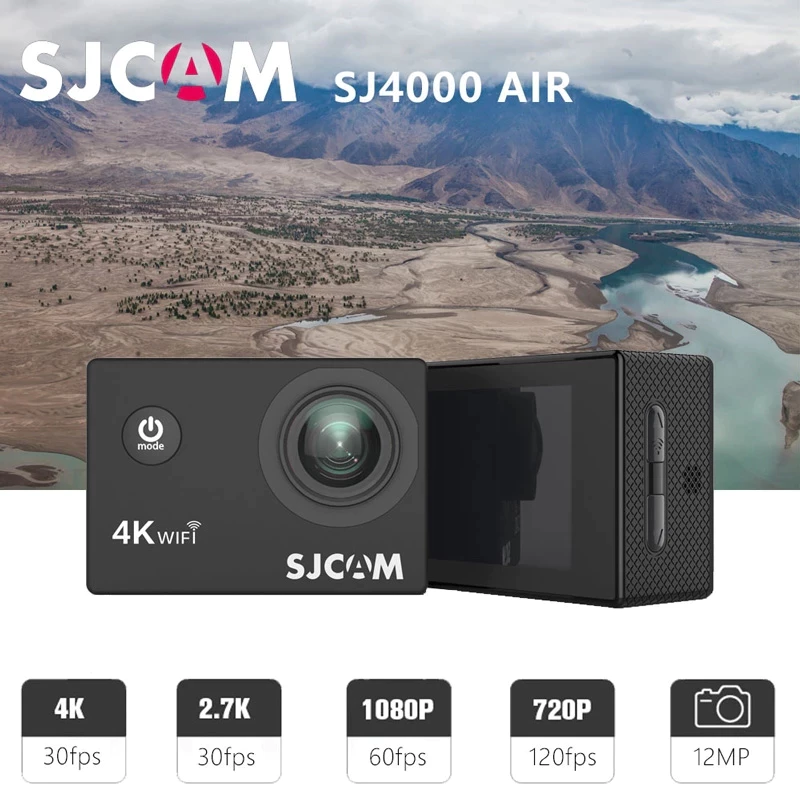 SJCAM
SJ4000 AIR
mode
4K WIFI
SJCAM
4K
30fps
2.7K
30fps
1080P
60fps
720P
120fps
12MP